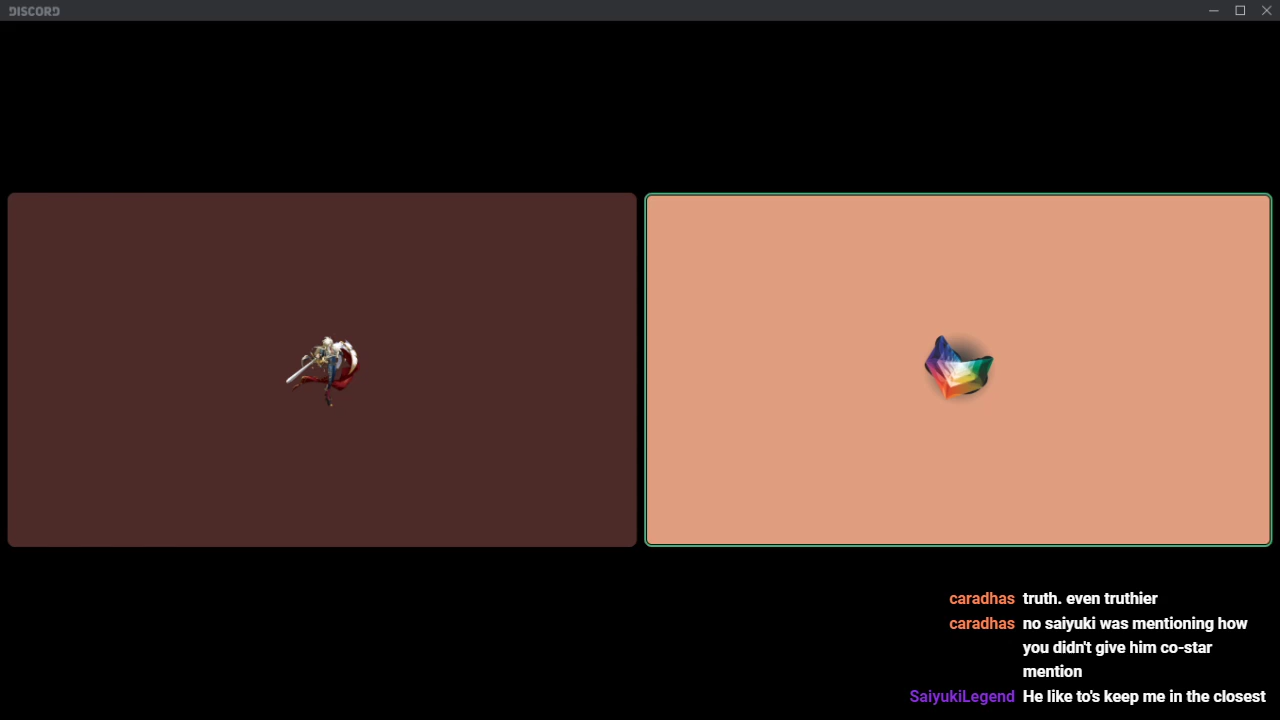 DISCORD
caradhas truth. even truthier
caradhas no saiyuki was mentioning how
you didn't give him co-star
mention
SaiyukiLegend He like to's keep me in the closest